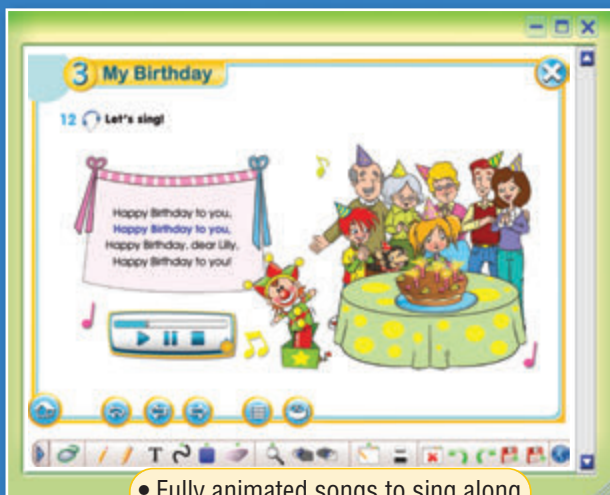 3 My Birthday
12 Let's sing!
Happy Birthday to you,
Happy Birthday to you,
Happy Birthday, dear Lilly,
Happy Birthday to you!
T
• Fully animated songs to sing along